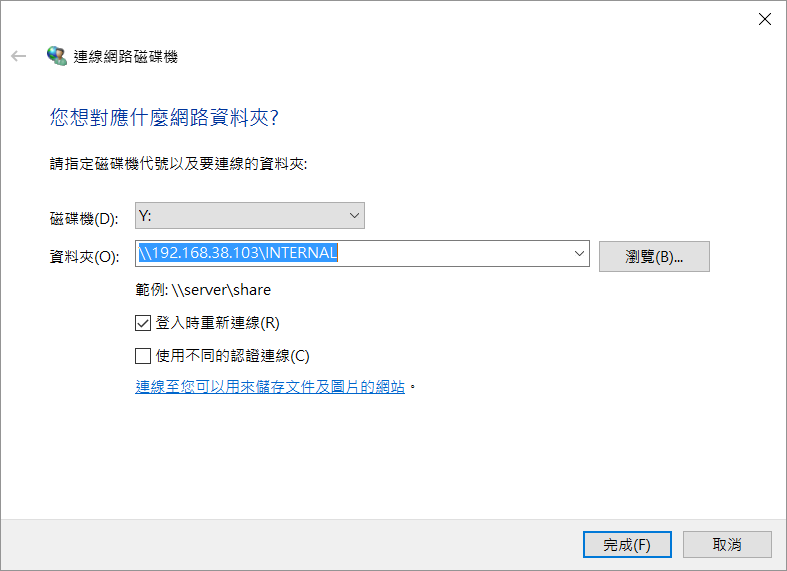 連線網路磁碟機
您想對應什麼網路資料夾?
請指定磁碟機代號以及要連線的資料夾:
磁碟機(D): Y:
資料夾(O): \\192.168.38.103\INTERNAL 瀏覽(B)...
範例: \\server\share
登入時重新連線(R)
使用不同的認證連線(C)
連線至您可以用來儲存文件及圖片的網站。
完成(F) 取消